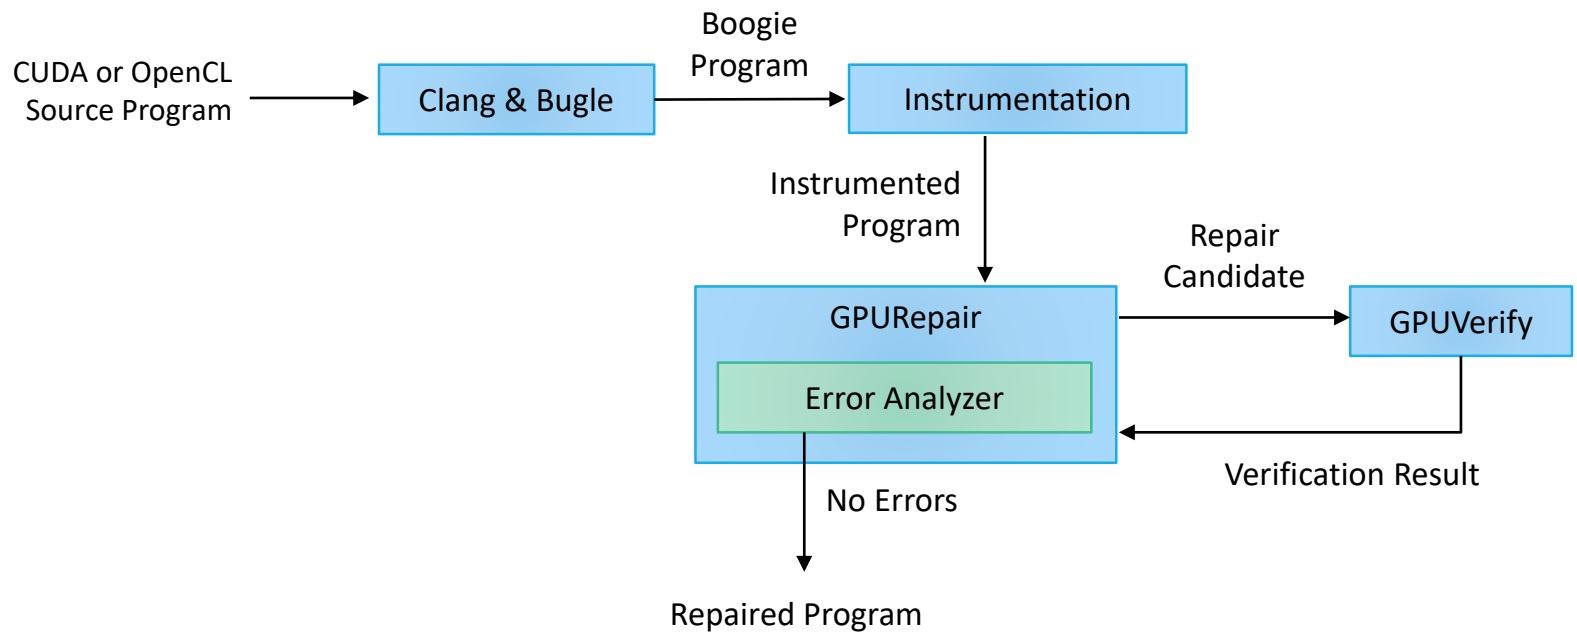 CUDA or OpenCL
Source Program
Clang & Bugle
Boogie
Program
Instrumentation
Instrumented
Program
Repair
Candidate
GPURepair
GPUVerify
Error Analyzer
Verification Result
No Errors
Repaired Program